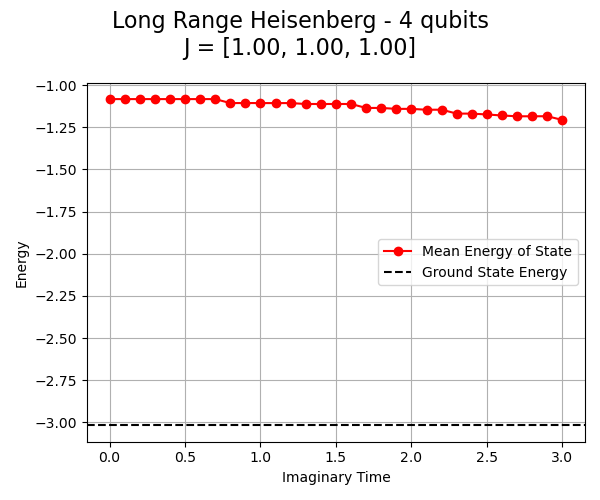 Long Range Heisenberg - 4 qubits
J = [1.00, 1.00, 1.00]
−1.00
−1.25
−1.50
−1.75
−2.00
−2.25
−2.50
−2.75
−3.00
Energy
Mean Energy of State
Ground State Energy
0.0 0.5 1.0 1.5 2.0 2.5 3.0
Imaginary Time